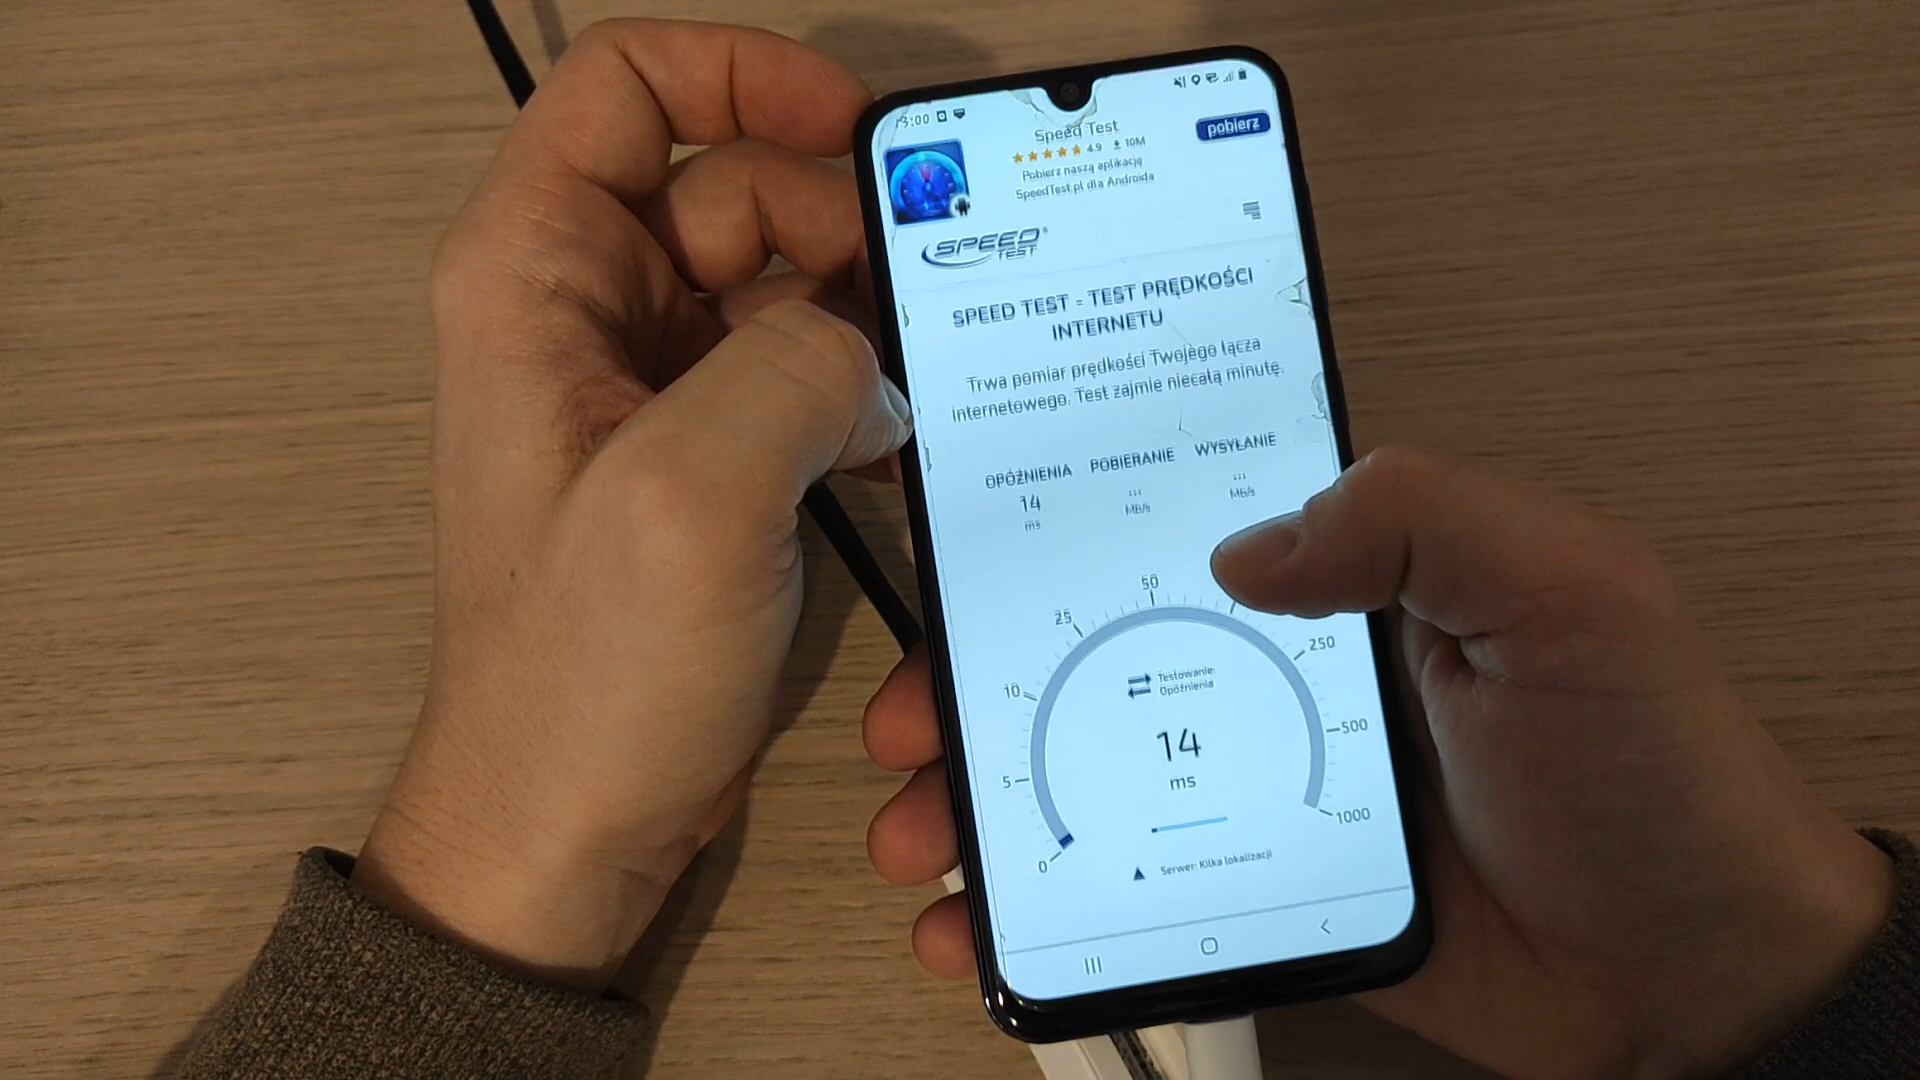 Speed Test
4.9 10M
pobierz
Pobierz naszą aplikację
SpeedTest.pl dla Androida
SPEED
TEST
SPEED TEST = TEST PRĘDKOŚCI
INTERNETU
Trwa pomiar prędkości Twojego łącza
internetowego. Test zajmie niecałą minutę.
OPÓŹNIENIA POBIERANIE WYSYŁANIE
14
ms MB/s MB/s
50
25
250
10
Testowanie:
Opóźnienia
500
14
5
ms
1000
0
Serwer: Kilka lokalizacji